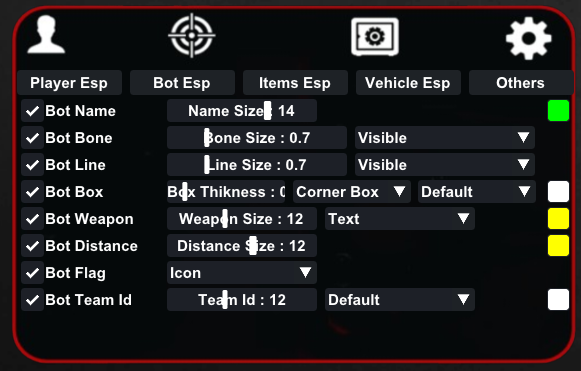 Player Esp Bot Esp Items Esp Vehicle Esp Others
Bot Name Name Size : 14
Bot Bone Bone Size : 0.7 Visible
Bot Line Line Size : 0.7 Visible
Bot Box Box Thikness : 0 Corner Box Default
Bot Weapon Weapon Size : 12 Text
Bot Distance Distance Size : 12
Bot Flag Icon
Bot Team Id Team Id : 12 Default